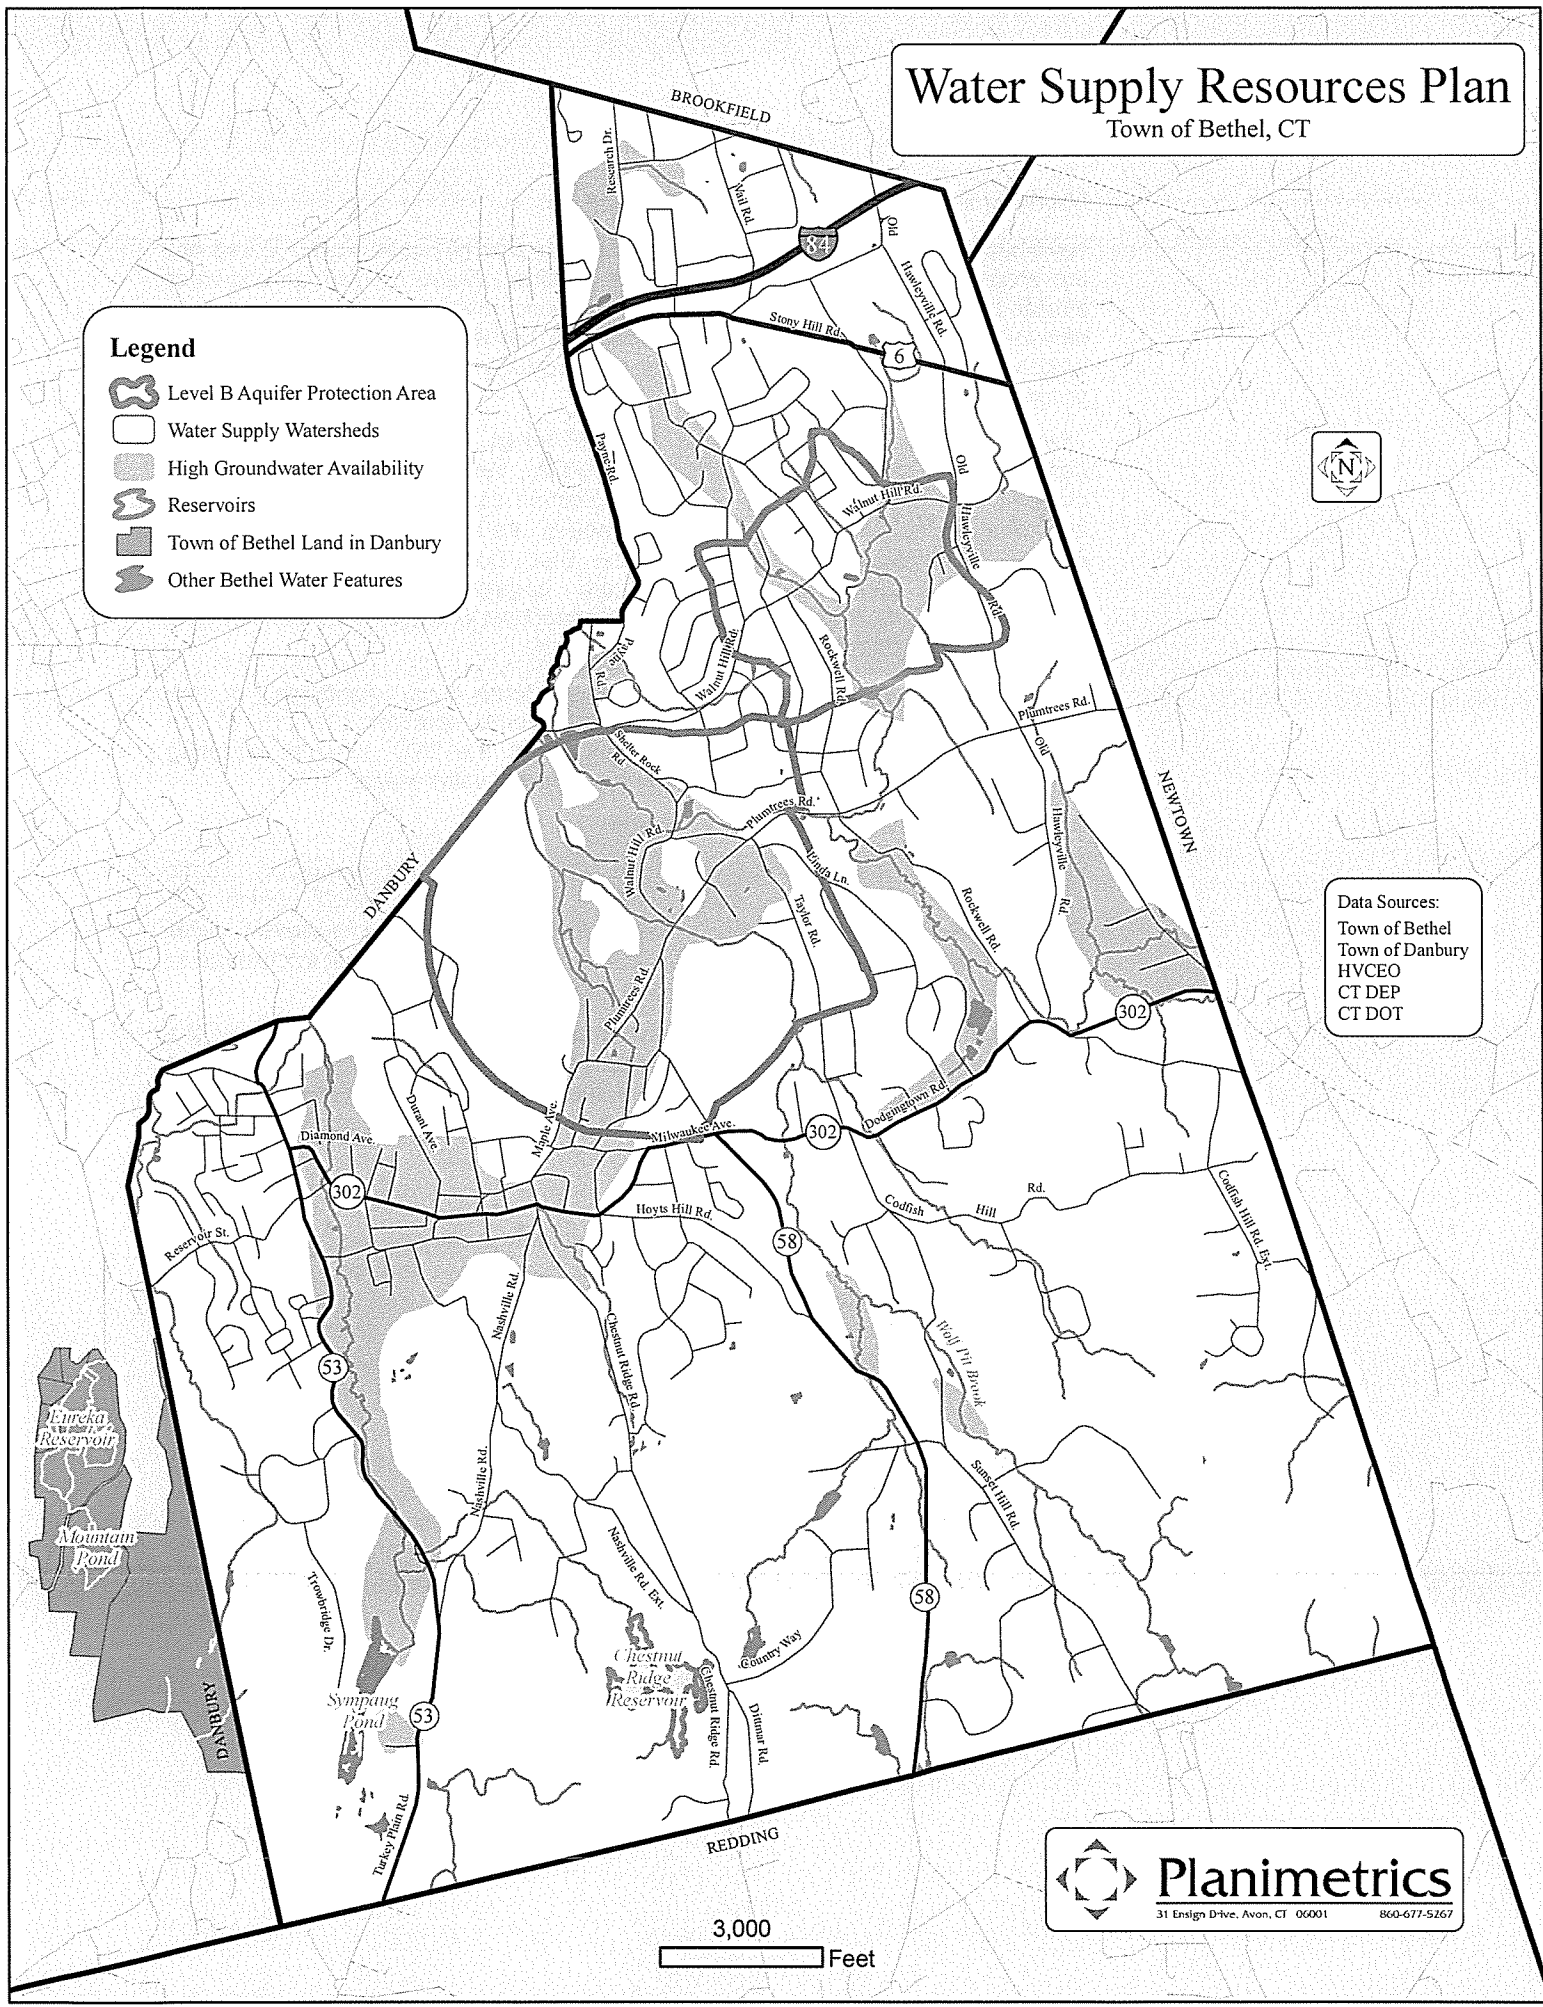 Water Supply Resources Plan
Town of Bethel, CT
BROOKFIELD
Research Dr.
Vail Rd.
Old
84
Hawleyville Rd.
Stony Hill Rd.
6
Legend
Level B Aquifer Protection Area
Water Supply Watersheds
High Groundwater Availability
Reservoirs
Town of Bethel Land in Danbury
Other Bethel Water Features
Payne Rd.
Old
Hawleyville
Rd.
Walnut Hill Rd.
N
Payne
Rd.
Walnut Hill Rd.
Rockwell Rd.
Plumtrees Rd.
Old
Hawleyville
Rd.
Shelter Rock
Rd.
NEWTOWN
Plumtrees Rd.
Walnut Hill Rd.
Linda Ln.
DANBURY
Taylor Rd.
Rockwell Rd.
Data Sources:
Town of Bethel
Town of Danbury
HVCEO
CT DEP
CT DOT
Plumtrees Rd.
302
Durant Ave.
Maple Ave.
Dodgingtown Rd.
Diamond Ave.
Milwaukee Ave.
302
302
Reservoir St.
Hoyts Hill Rd.
Codfish
Hill
Rd.
Codfish Hill Rd. Ext.
58
Nashville Rd.
Chestnut Ridge Rd.
Wolf Pit Brook
53
Eureka
Reservoir
Nashville Rd.
Sunset Hill Rd.
Mountain
Pond
Nashville Rd. Ext.
Trowbridge Dr.
58
Chestnut
Ridge
Reservoir
Country Way
Chestnut Ridge Rd.
Dittmar Rd.
Sympaug
Pond
53
DANBURY
Turkey Plain Rd.
REDDING
Planimetrics
31 Ensign Drive, Avon, CT 06001 860-677-5267
3,000
Feet